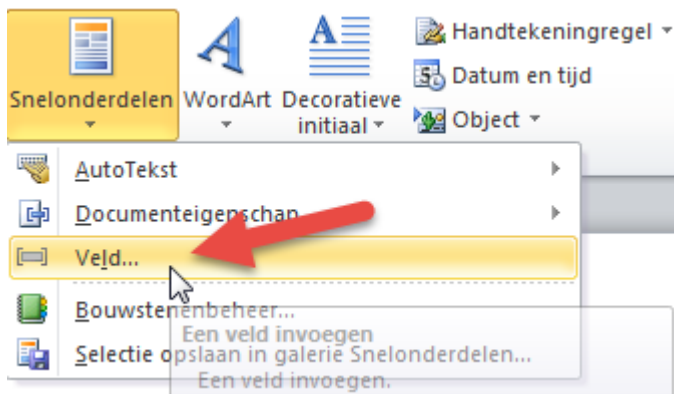 Snelonderdelen
WordArt
Decoratieve
initiaal
Handtekeningregel
Datum en tijd
Object
AutoTekst
Documenteigenschap
Veld...
Bouwstenenbeheer...
Selectie opslaan in galerie Snelonderdelen...
Een veld invoegen
Een veld invoegen.